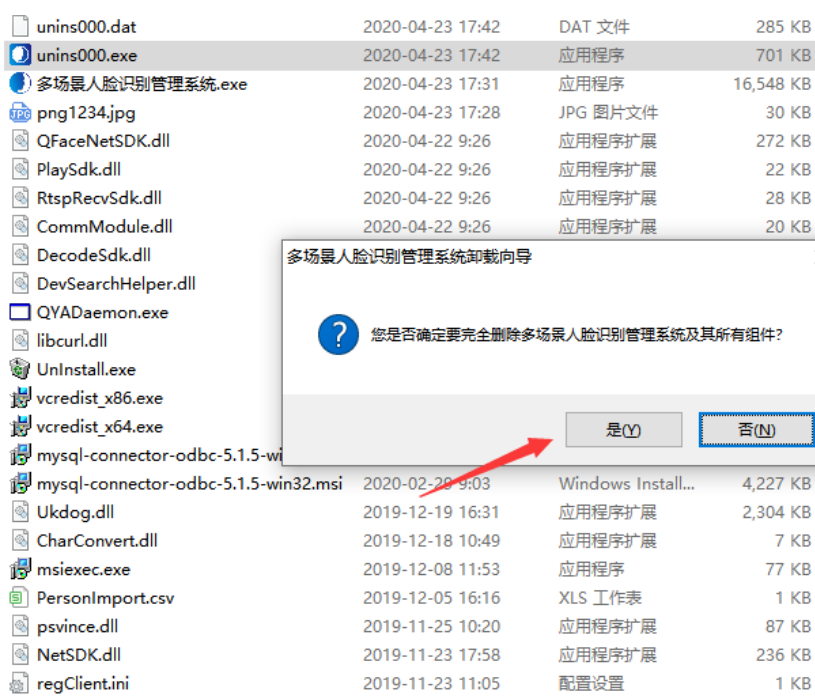 unins000.dat 2020-04-23 17:42 DAT 文件 285 KB
unins000.exe 2020-04-23 17:42 应用程序 701 KB
多场景人脸识别管理系统.exe 2020-04-23 17:31 应用程序 16,548 KB
JPG png1234.jpg 2020-04-23 17:28 JPG 图片文件 30 KB
QFaceNetSDK.dll 2020-04-22 9:26 应用程序扩展 272 KB
PlaySdk.dll 2020-04-22 9:26 应用程序扩展 22 KB
RtspRecvSdk.dll 2020-04-22 9:26 应用程序扩展 28 KB
CommModule.dll 2020-04-22 9:26 应用程序扩展 20 KB
DecodeSdk.dll
DevSearchHelper.dll
QYADaemon.exe
libcurl.dll
UnInstall.exe
vcredist_x86.exe
vcredist_x64.exe
mysql-connector-odbc-5.1.5-wi
多场景人脸识别管理系统卸载向导
您是否确定要完全删除多场景人脸识别管理系统及其所有组件?
是(Y) 否(N)
mysql-connector-odbc-5.1.5-win32.msi 2020-02-29 9:03 Windows Install... 4,227 KB
Ukdog.dll 2019-12-19 16:31 应用程序扩展 2,304 KB
CharConvert.dll 2019-12-18 10:49 应用程序扩展 7 KB
msiexec.exe 2019-12-08 11:53 应用程序 77 KB
PersonImport.csv 2019-12-05 16:16 XLS 工作表 1 KB
psvince.dll 2019-11-25 10:20 应用程序扩展 87 KB
NetSDK.dll 2019-11-23 17:58 应用程序扩展 236 KB
regClient.ini 2019-11-23 11:05 配置设置 1 KB